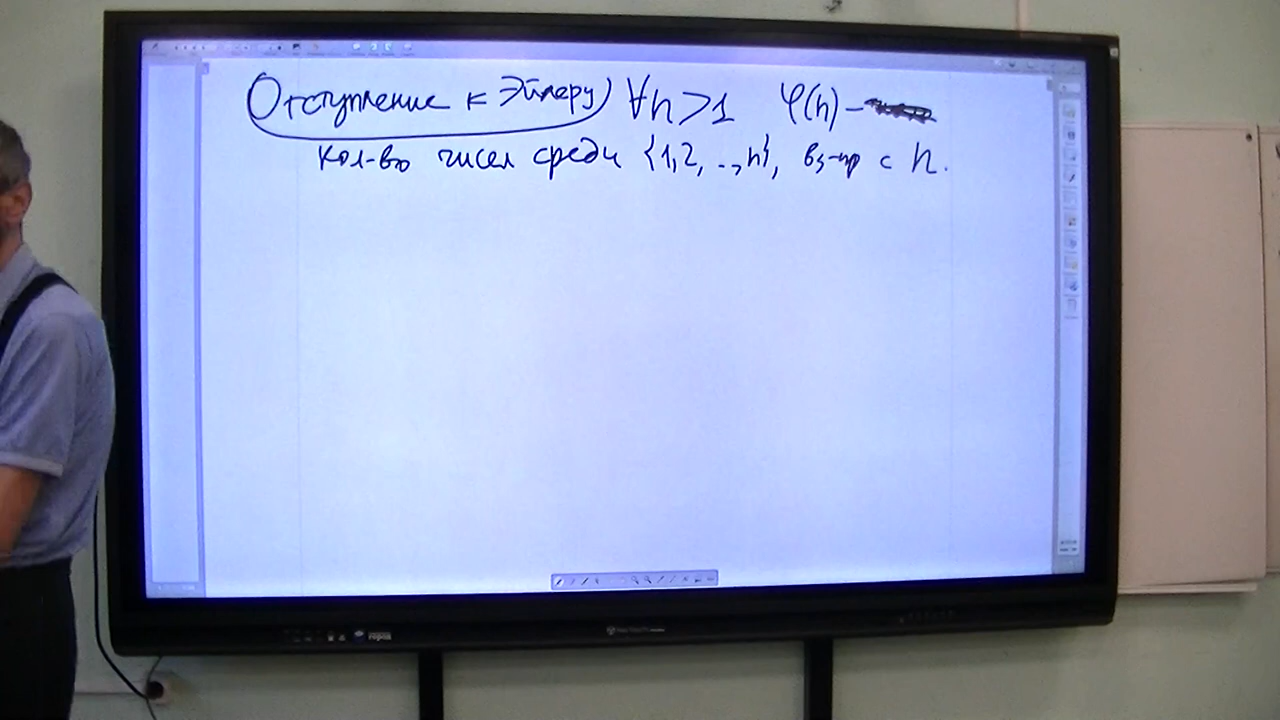 Отступление к Эйлеру) ∀n>1 φ(n) –
кол-во чисел среди {1,2, .., n}, вз-пр с n.